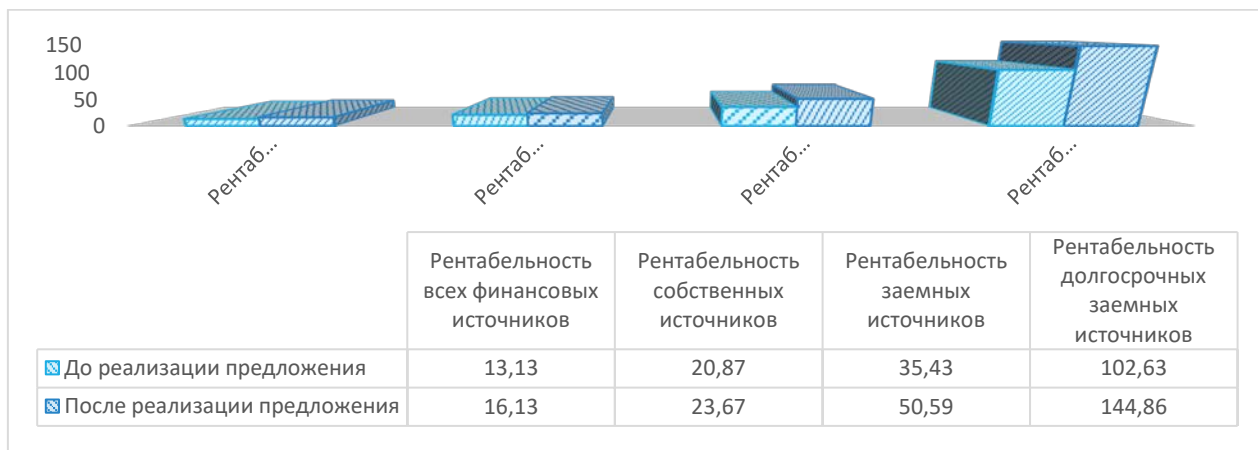 150
100
50
0
Рентаб...
Рентаб...
Рентаб...
Рентаб...
Рентабельность
всех финансовых
источников
Рентабельность
собственных
источников
Рентабельность
заемных
источников
Рентабельность
долгосрочных
заемных
источников
До реализации предложения 13,13 20,87 35,43 102,63
После реализации предложения 16,13 23,67 50,59 144,86